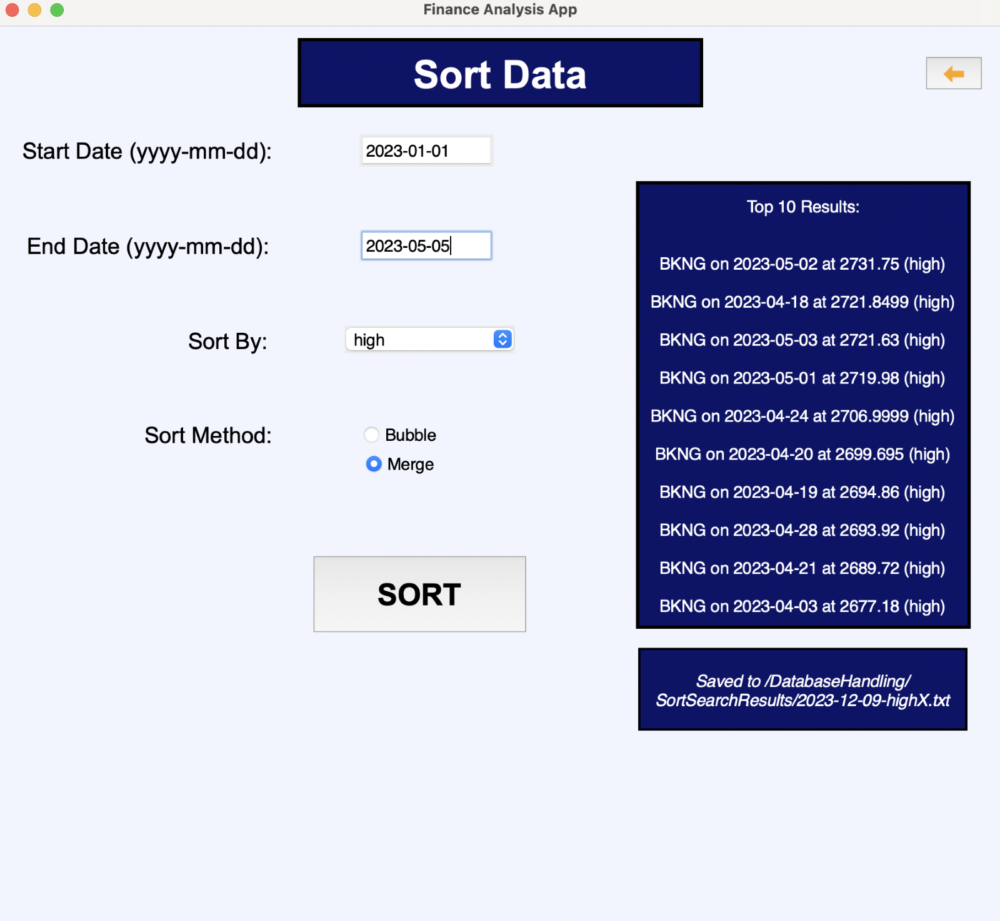 Finance Analysis App
Sort Data
Start Date (yyyy-mm-dd):
2023-01-01
End Date (yyyy-mm-dd):
2023-05-05
Sort By:
high
Sort Method:
Bubble
Merge
SORT
Top 10 Results:
BKNG on 2023-05-02 at 2731.75 (high)
BKNG on 2023-04-18 at 2721.8499 (high)
BKNG on 2023-05-03 at 2721.63 (high)
BKNG on 2023-05-01 at 2719.98 (high)
BKNG on 2023-04-24 at 2706.9999 (high)
BKNG on 2023-04-20 at 2699.695 (high)
BKNG on 2023-04-19 at 2694.86 (high)
BKNG on 2023-04-28 at 2693.92 (high)
BKNG on 2023-04-21 at 2689.72 (high)
BKNG on 2023-04-03 at 2677.18 (high)
Saved to /DatabaseHandling/
SortSearchResults/2023-12-09-highX.txt